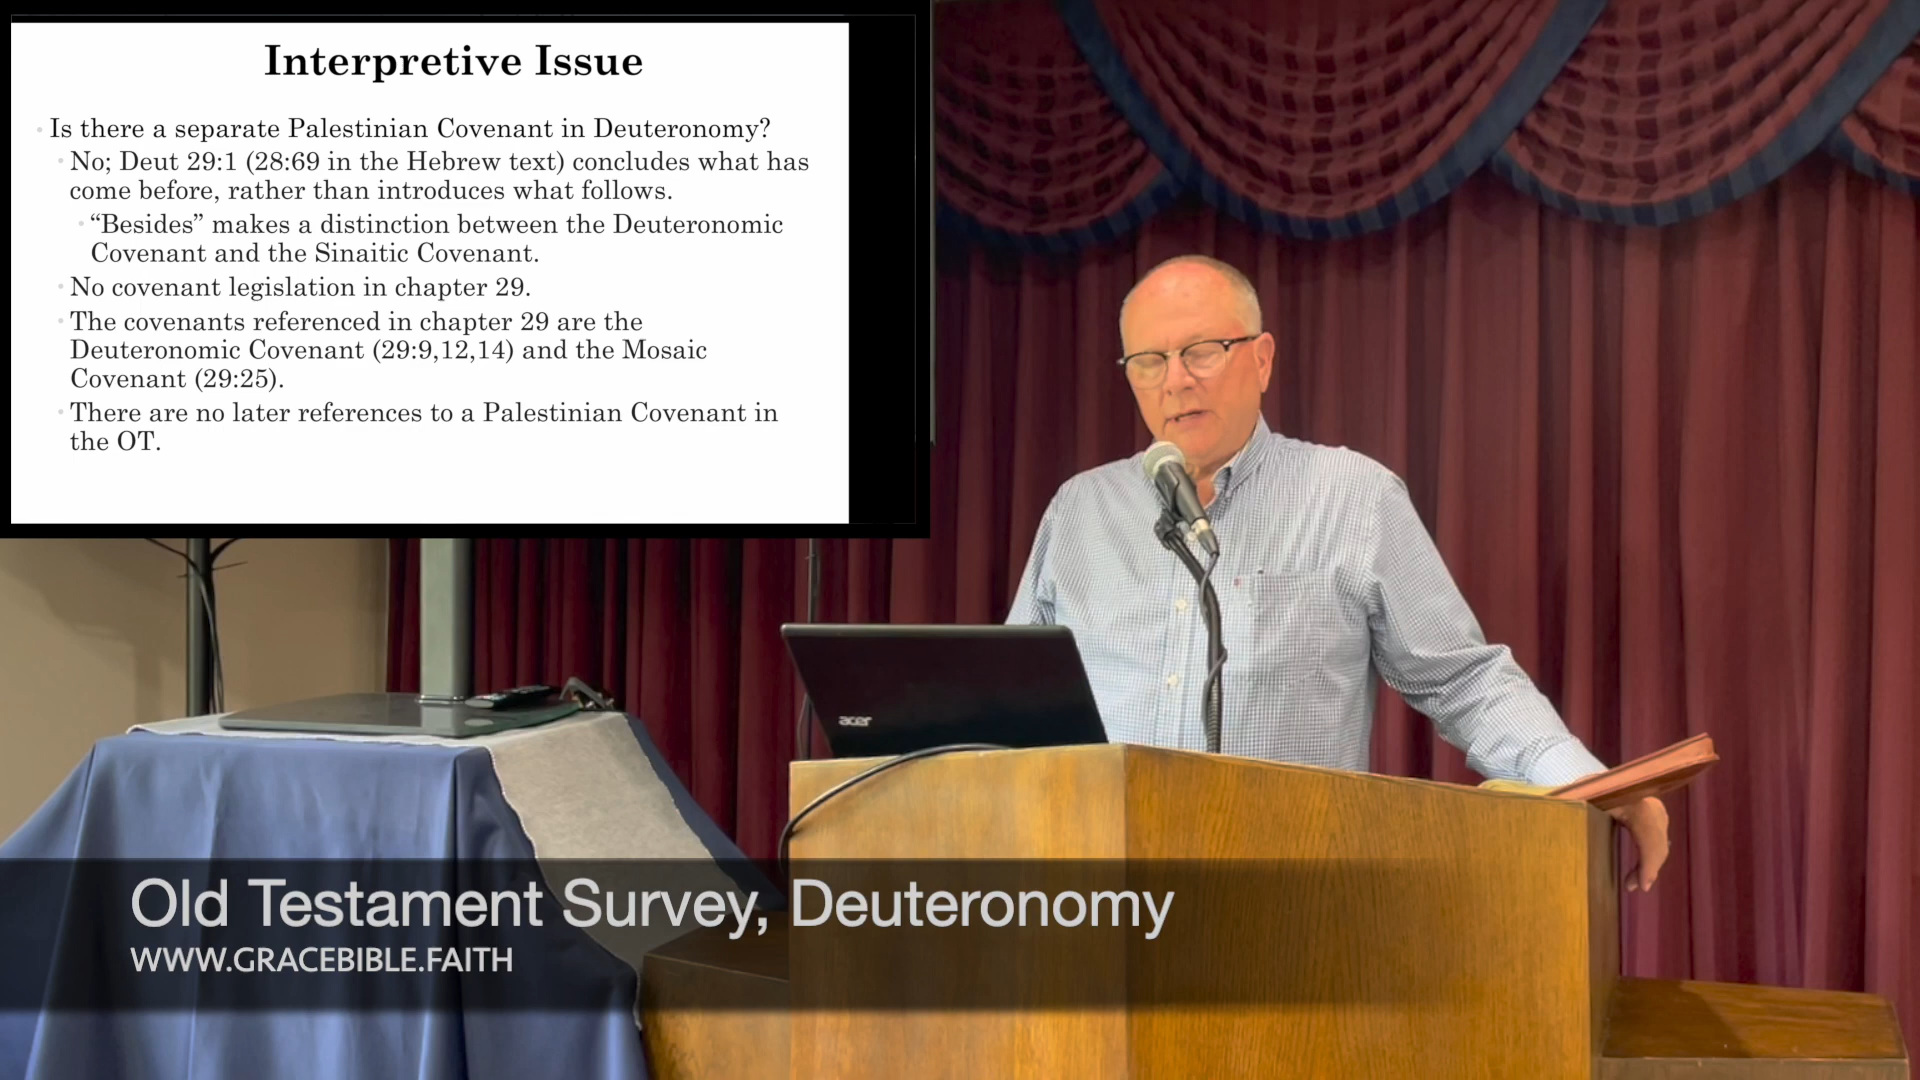 Interpretive Issue
Is there a separate Palestinian Covenant in Deuteronomy?
No; Deut 29:1 (28:69 in the Hebrew text) concludes what has
come before, rather than introduces what follows.
“Besides” makes a distinction between the Deuteronomic
Covenant and the Sinaitic Covenant.
No covenant legislation in chapter 29.
The covenants referenced in chapter 29 are the
Deuteronomic Covenant (29:9,12,14) and the Mosaic
Covenant (29:25).
There are no later references to a Palestinian Covenant in
the OT.
acer
Old Testament Survey, Deuteronomy
WWW.GRACEBIBLE.FAITH